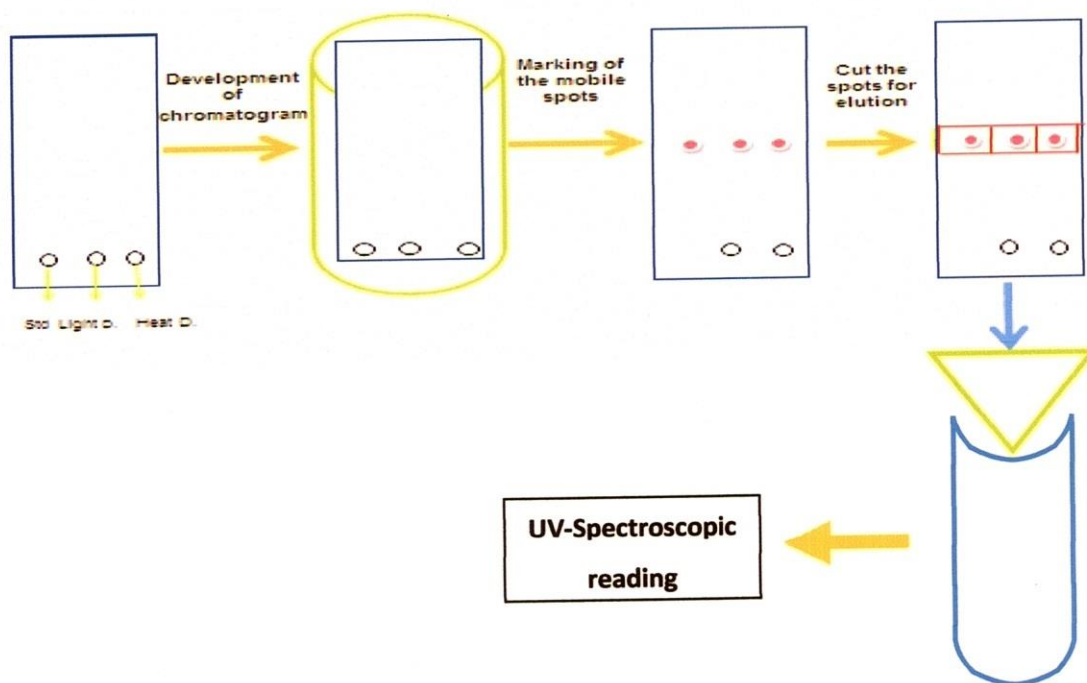 Development
of
chromatogram
Marking of
the mobile
spots
Cut the
spots for
elution
Std Light D. Heat D.
UV-Spectroscopic
reading